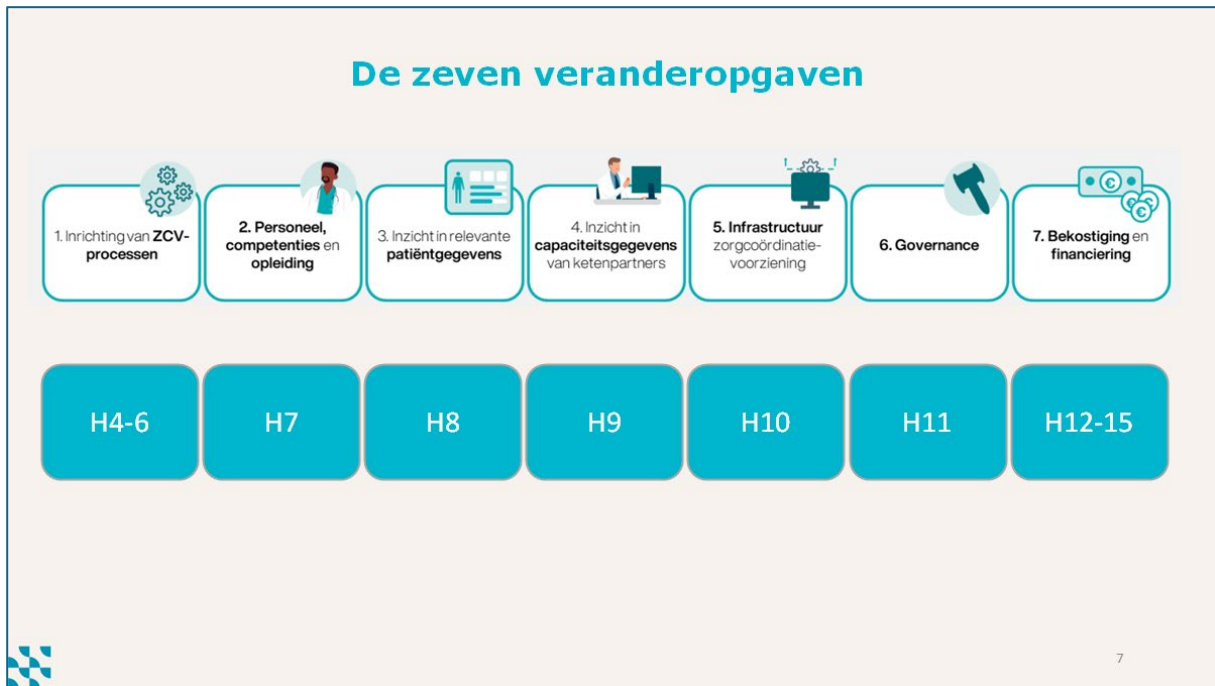 De zeven veranderopgaven
1. Inrichting van ZCV-
processen
2. Personeel,
competenties en
opleiding
3. Inzicht in relevante
patiëntgegevens
4. Inzicht in
capaciteitsgegevens
van ketenpartners
5. Infrastructuur
zorgcoördinatie-
voorziening
6. Governance
7. Bekostiging en
financiering
H4-6
H7
H8
H9
H10
H11
H12-15
7